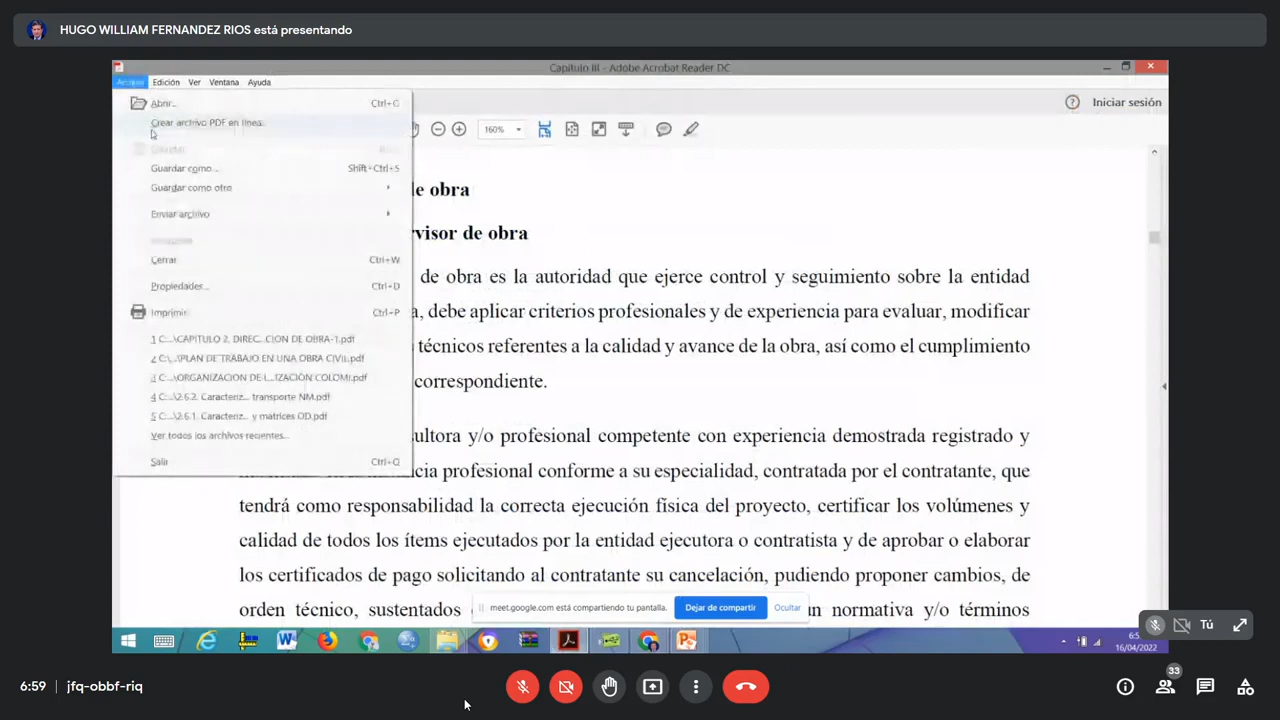 HUGO WILLIAM FERNANDEZ RIOS está presentando
Capítulo III - Adobe Acrobat Reader DC
Archivo Edición Ver Ventana Ayuda
Abrir... Ctrl+O
Crear archivo PDF en línea...
Guardar como... Shift+Ctrl+S
Guardar como otro
Enviar archivo
Cerrar Ctrl+W
Propiedades... Ctrl+D
Imprimir Ctrl+P
1 C:...\CAPITULO 2. DIREC...CION DE OBRA-1.pdf
2 C:...\PLAN DE TRABAJO EN UNA OBRA CIVIL.pdf
3 C:...\ORGANIZACION DE L...IZACIÓN COLOMI.pdf
4 C:...\2.6.2. Caracteriz... transporte NM.pdf
5 C:...\2.6.1. Caracteriz... y matrices OD.pdf
Ver todos los archivos recientes...
Salir Ctrl+Q
160%
Iniciar sesión
de obra
visor de obra
de obra es la autoridad que ejerce control y seguimiento sobre la entidad
a, debe aplicar criterios profesionales y de experiencia para evaluar, modificar
técnicos referentes a la calidad y avance de la obra, así como el cumplimiento
correspondiente.
ultora y/o profesional competente con experiencia demostrada registrado y
cia profesional conforme a su especialidad, contratada por el contratante, que
tendrá como responsabilidad la correcta ejecución física del proyecto, certificar los volúmenes y
calidad de todos los ítems ejecutados por la entidad ejecutora o contratista y de aprobar o elaborar
los certificados de pago solicitando al contratante su cancelación, pudiendo proponer cambios, de
orden técnico, sustentados normativa y/o términos
meet.google.com está compartiendo tu pantalla. Dejar de compartir Ocultar
16/04/2022
Tú
6:59 | jfq-obbf-riq
33